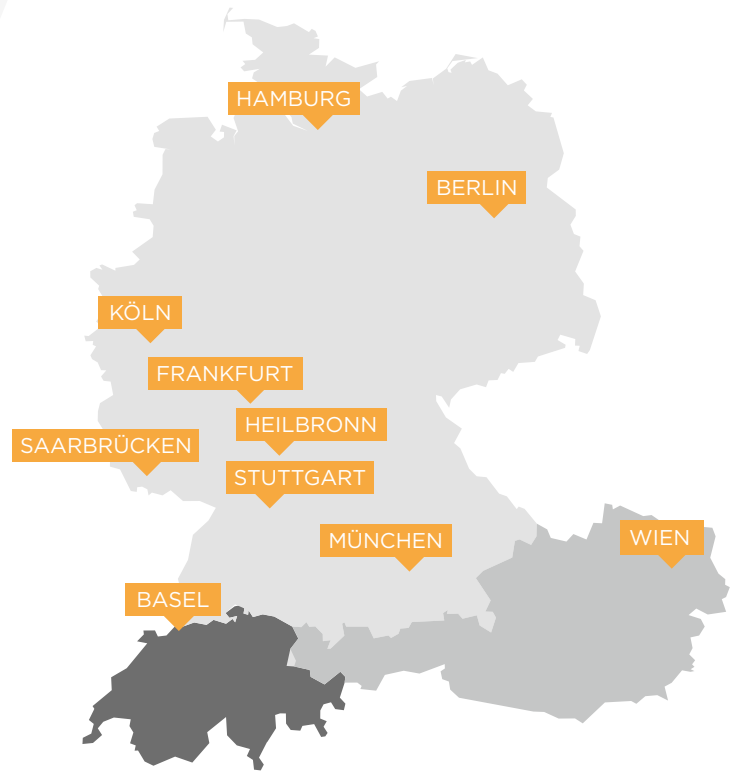 HAMBURG
BERLIN
KÖLN
FRANKFURT
HEILBRONN
SAARBRÜCKEN
STUTTGART
MÜNCHEN
WIEN
BASEL